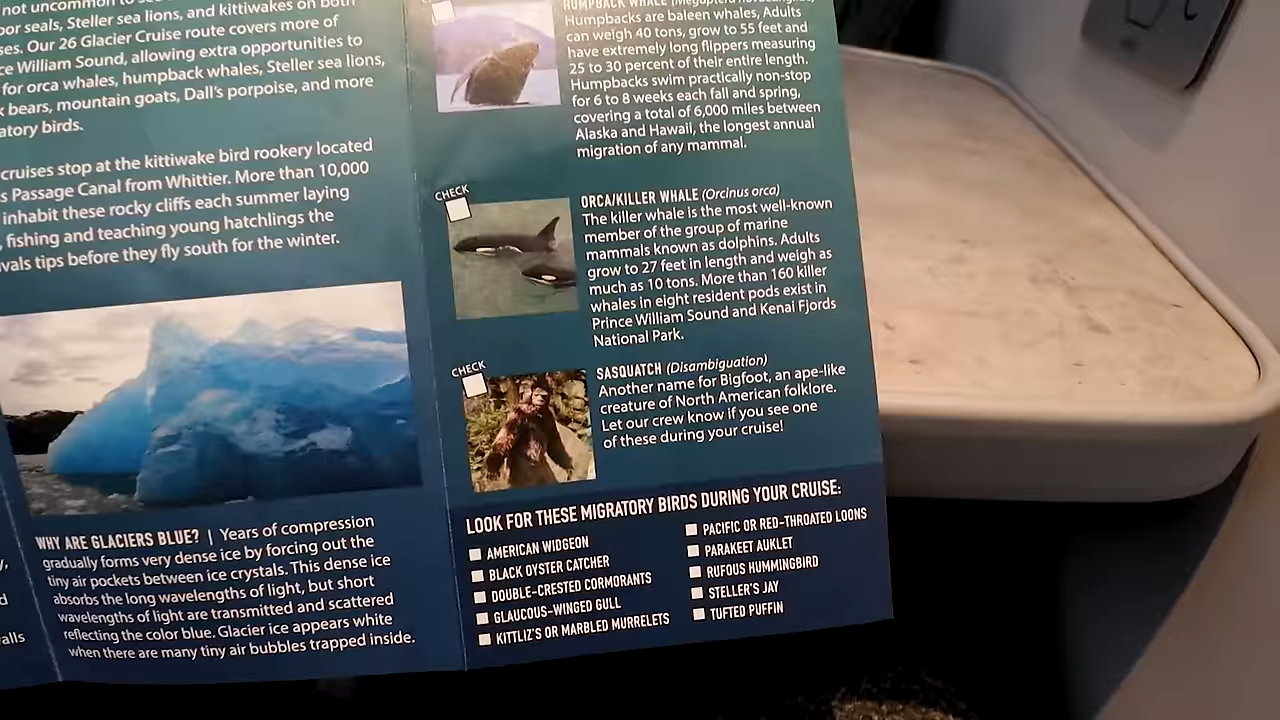 not uncommon to
Steller sea lions, and kittiwakes on both
Our 26 Glacier Cruise route covers more of
William Sound, allowing extra opportunities to
for orca whales, humpback whales, Steller sea lions,
bears, mountain goats, Dall's porpoise, and more
birds.
cruises stop at the kittiwake bird rookery located
Passage Canal from Whittier. More than 10,000
inhabit these rocky cliffs each summer laying
, fishing and teaching young hatchlings the
tips before they fly south for the winter.
WHY ARE GLACIERS BLUE? | Years of compression
gradually forms very dense ice by forcing out the
tiny air pockets between ice crystals. This dense ice
absorbs the long wavelengths of light, but short
wavelengths of light are transmitted and scattered
reflecting the color blue. Glacier ice appears white
when there are many tiny air bubbles trapped inside.
HUMPBACK WHALE (Megaptera novaeangliae)
Humpbacks are baleen whales, Adults
can weigh 40 tons, grow to 55 feet and
have extremely long flippers measuring
25 to 30 percent of their entire length.
Humpbacks swim practically non-stop
for 6 to 8 weeks each fall and spring,
covering a total of 6,000 miles between
Alaska and Hawaii, the longest annual
migration of any mammal.
CHECK
ORCA/KILLER WHALE (Orcinus orca)
The killer whale is the most well-known
member of the group of marine
mammals known as dolphins. Adults
grow to 27 feet in length and weigh as
much as 10 tons. More than 160 killer
whales in eight resident pods exist in
Prince William Sound and Kenai Fjords
National Park.
CHECK
SASQUATCH (Disambiguation)
Another name for Bigfoot, an ape-like
creature of North American folklore.
Let our crew know if you see one
of these during your cruise!
LOOK FOR THESE MIGRATORY BIRDS DURING YOUR CRUISE:
AMERICAN WIDGEON
BLACK OYSTER CATCHER
DOUBLE-CRESTED CORMORANTS
GLAUCOUS-WINGED GULL
KITTLIZ'S OR MARBLED MURRELETS
PACIFIC OR RED-THROATED LOONS
PARAKEET AUKLET
RUFOUS HUMMINGBIRD
STELLER'S JAY
TUFTED PUFFIN